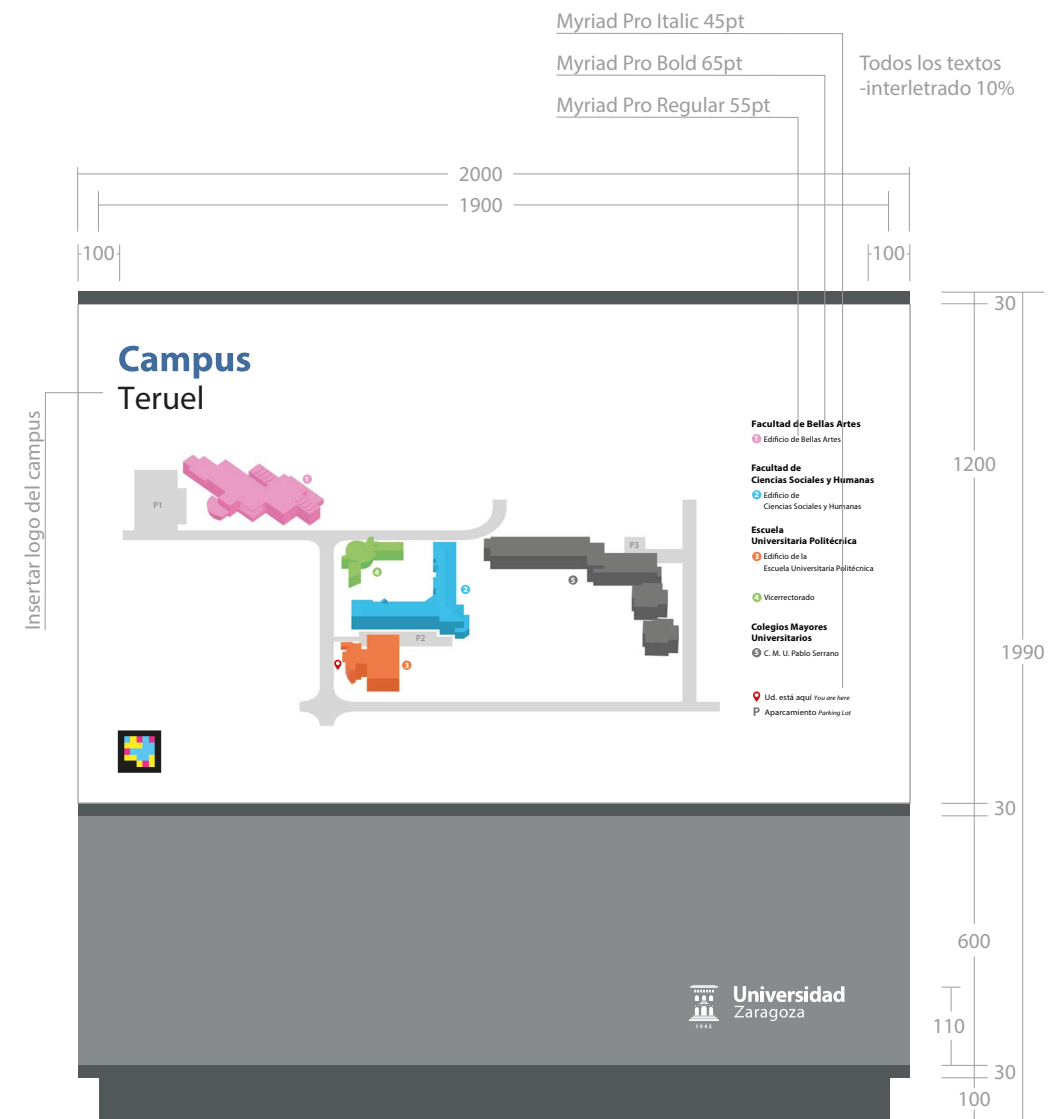 Myriad Pro Italic 45pt
Myriad Pro Bold 65pt
Myriad Pro Regular 55pt
Todos los textos
-interletrado 10%
2000
1900
100
100
30
Campus
Teruel
Insertar logo del campus
Facultad de Bellas Artes
1 Edificio de Bellas Artes
Facultad de
Ciencias Sociales y Humanas
2 Edificio de
Ciencias Sociales y Humanas
Escuela
Universitaria Politécnica
3 Edificio de la
Escuela Universitaria Politécnica
4 Vicerrectorado
Colegios Mayores
Universitarios
5 C. M. U. Pablo Serrano
Ud. está aquí You are here
P Aparcamiento Parking Lot
1
P1
P3
4
5
2
P2
3
1200
1990
30
600
Universidad
Zaragoza
1542
110
30
100